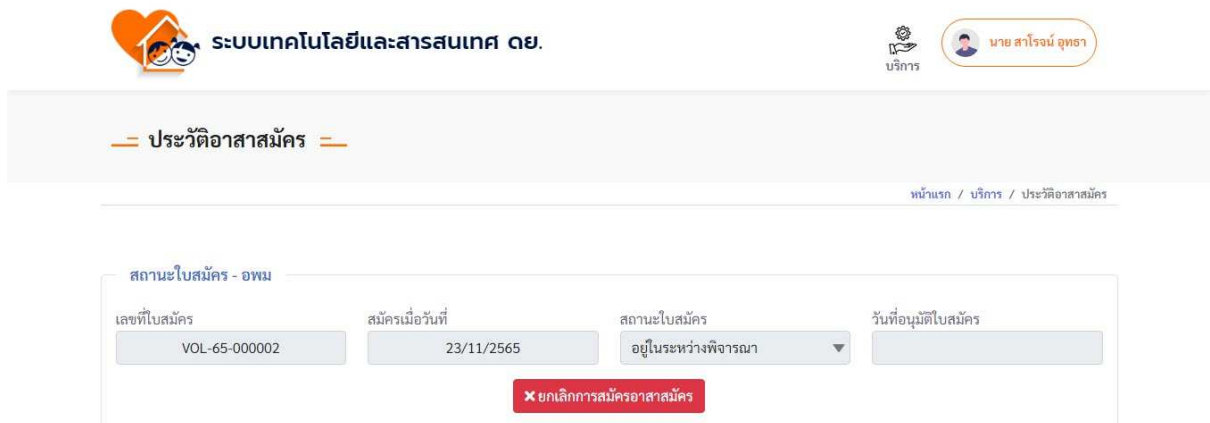 ระบบเทคโนโลยีและสารสนเทศ ดย.
บริการ
นาย สาโรจน์ อุทธา
ประวัติอาสาสมัคร
หน้าแรก / บริการ / ประวัติอาสาสมัคร
สถานะใบสมัคร - อพม
เลขที่ใบสมัคร สมัครเมื่อวันที่ สถานะใบสมัคร วันที่อนุมัติใบสมัคร
VOL-65-000002 23/11/2565 อยู่ในระหว่างพิจารณา
ยกเลิกการสมัครอาสาสมัคร